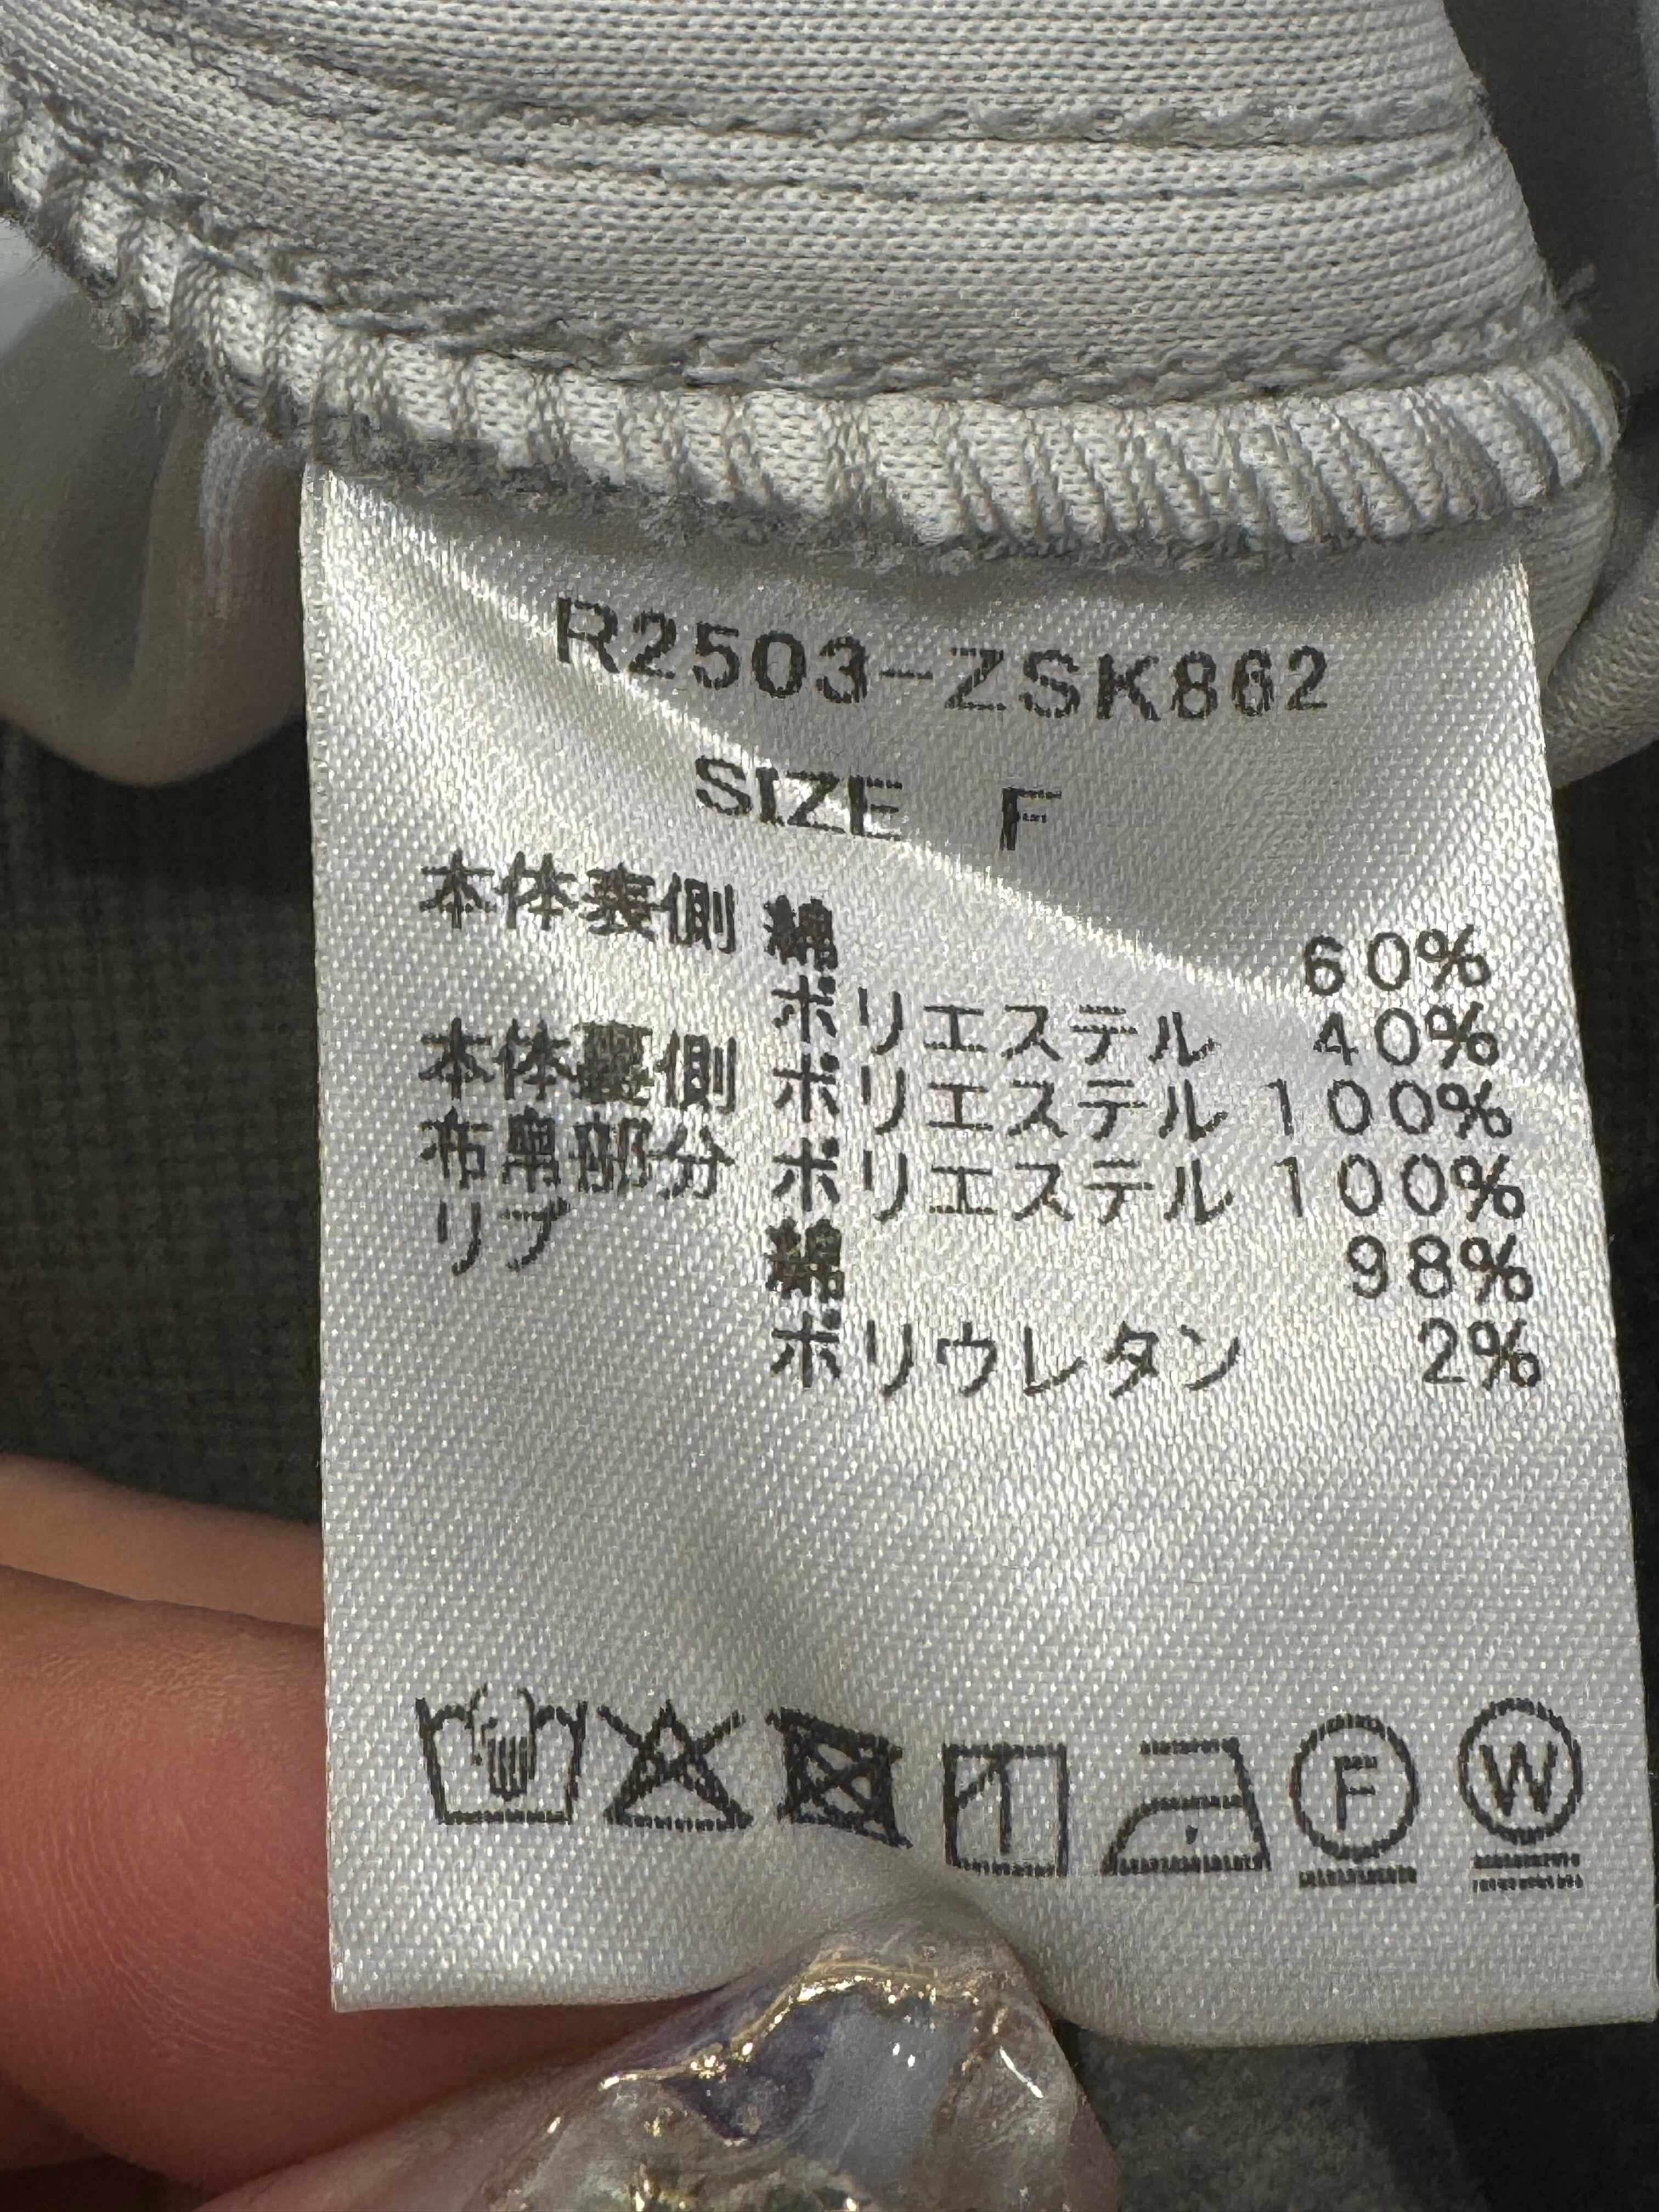 R2503-ZSK862
SIZE F
本体表側 綿 60%
ポリエステル 40%
本体裏側 ポリエステル 100%
布帛部分 ポリエステル 100%
リブ 綿 98%
ポリウレタン 2%
F W